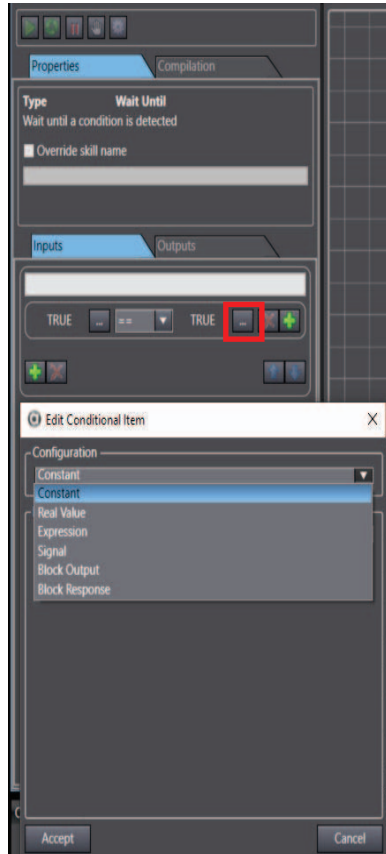 Properties
Compilation
Type Wait Until
Wait until a condition is detected
Override skill name
Inputs
Outputs
TRUE ... == TRUE ...
Edit Conditional Item X
Configuration
Constant
Constant
Real Value
Expression
Signal
Block Output
Block Response
Accept
Cancel